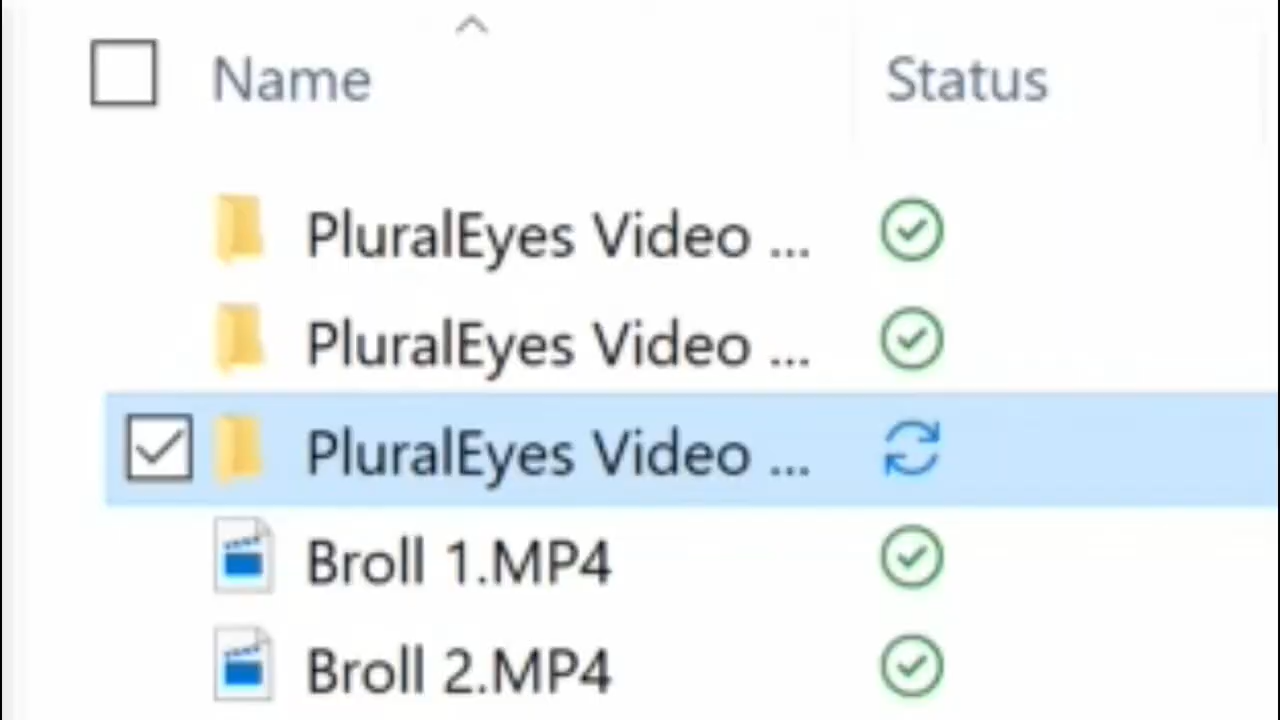 Name Status
PluralEyes Video ...
PluralEyes Video ...
PluralEyes Video ...
Broll 1.MP4
Broll 2.MP4